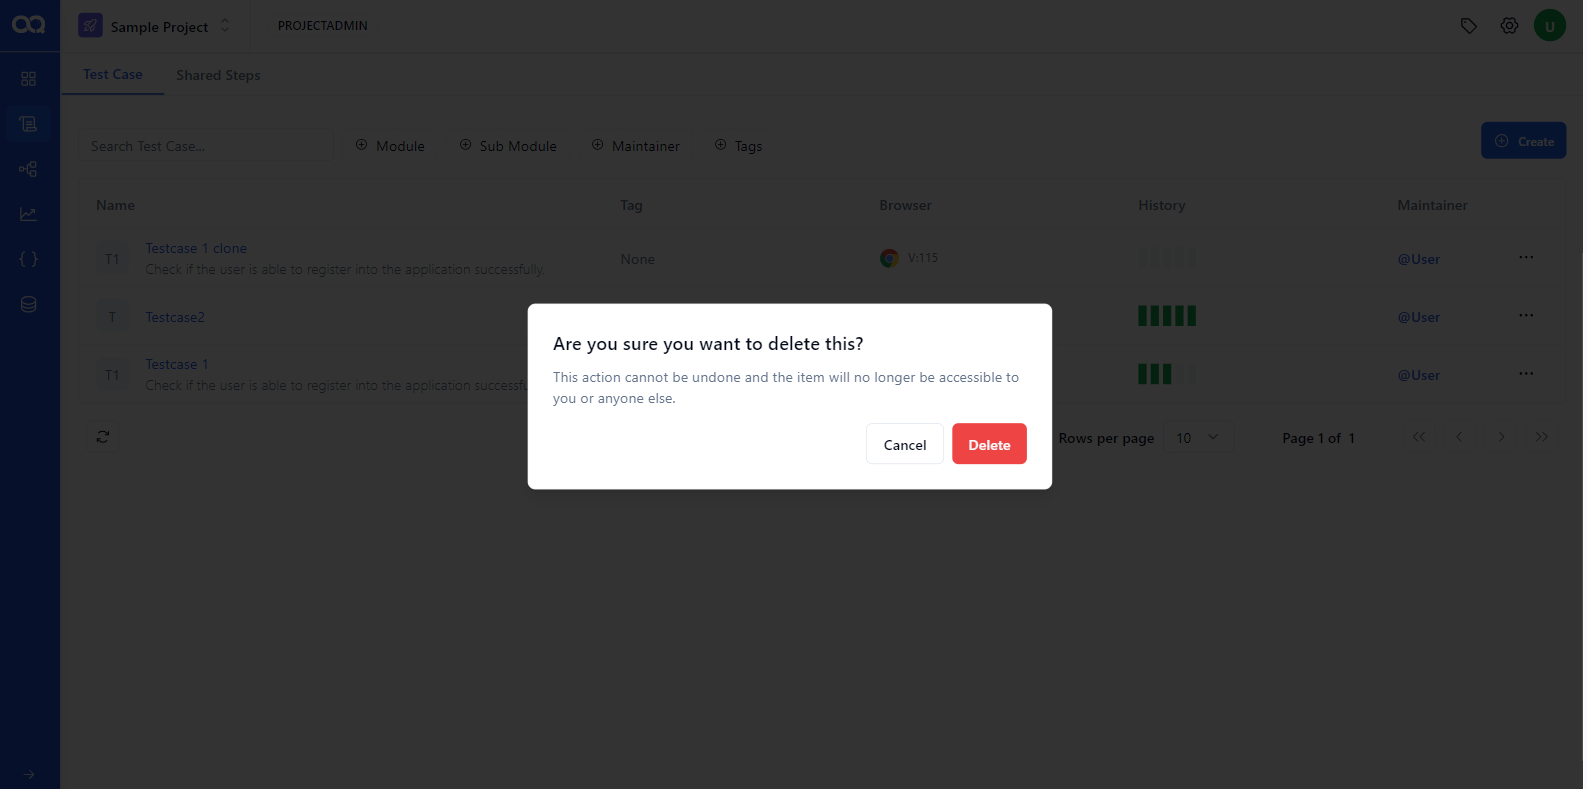 Sample Project
PROJECTADMIN
U
Test Case
Shared Steps
Search Test Case...
Module
Sub Module
Maintainer
Tags
Create
Name
Tag
Browser
History
Maintainer
T1
Testcase 1 clone
Check if the user is able to register into the application successfully.
None
V:115
@User
T
Testcase2
@User
T1
Testcase 1
Check if the user is able to register into the application
@User
Are you sure you want to delete this?
This action cannot be undone and the item will no longer be accessible to
you or anyone else.
Cancel
Delete
Rows per page
10
Page 1 of 1